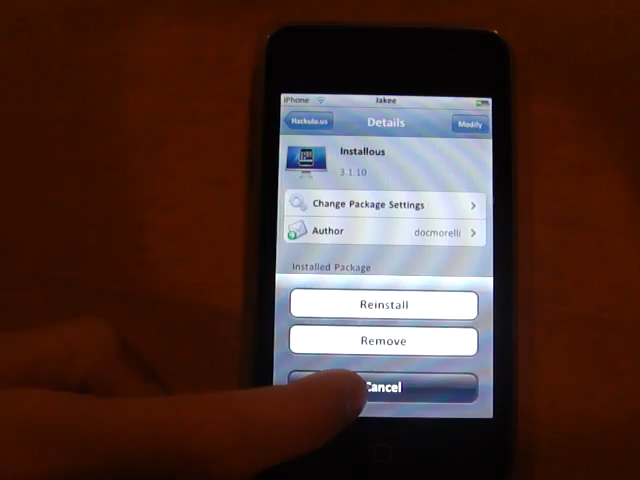 iPhone Jakee
Hackulo.us Details Modify
Installous
3.1.10
Change Package Settings
Author docmorelli
Installed Package
Reinstall
Remove
Cancel